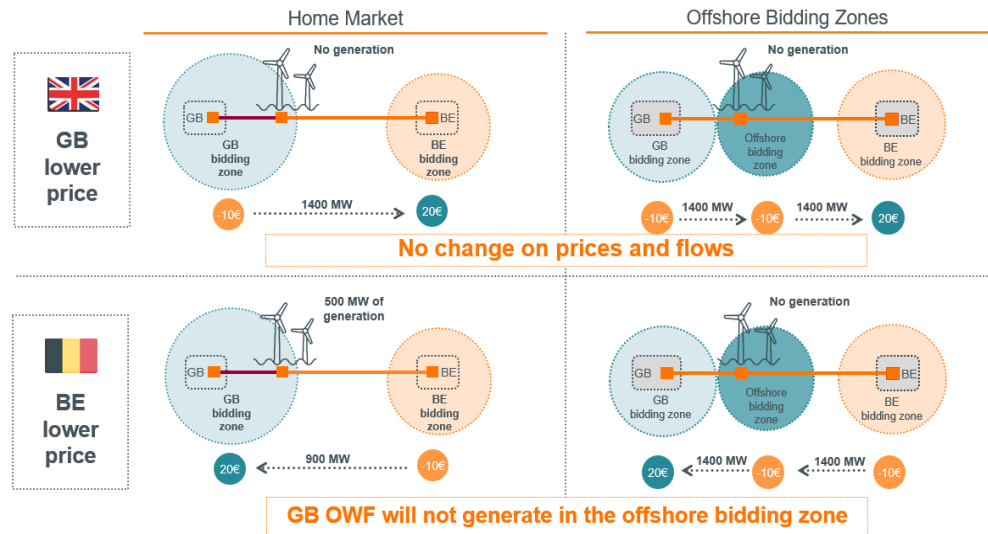 Home Market
Offshore Bidding Zones
GB
lower
price
No generation
GB
BE
GB
bidding
zone
BE
bidding
zone
-10€
1400 MW
20€
No generation
GB
BE
GB
bidding zone
Offshore
bidding
zone
BE
bidding zone
-10€
1400 MW
-10€
1400 MW
20€
No change on prices and flows
BE
lower
price
500 MW of
generation
GB
BE
GB
bidding
zone
BE
bidding
zone
20€
900 MW
-10€
No generation
GB
BE
GB
bidding zone
Offshore
bidding
zone
BE
bidding zone
20€
1400 MW
-10€
1400 MW
-10€
GB OWF will not generate in the offshore bidding zone